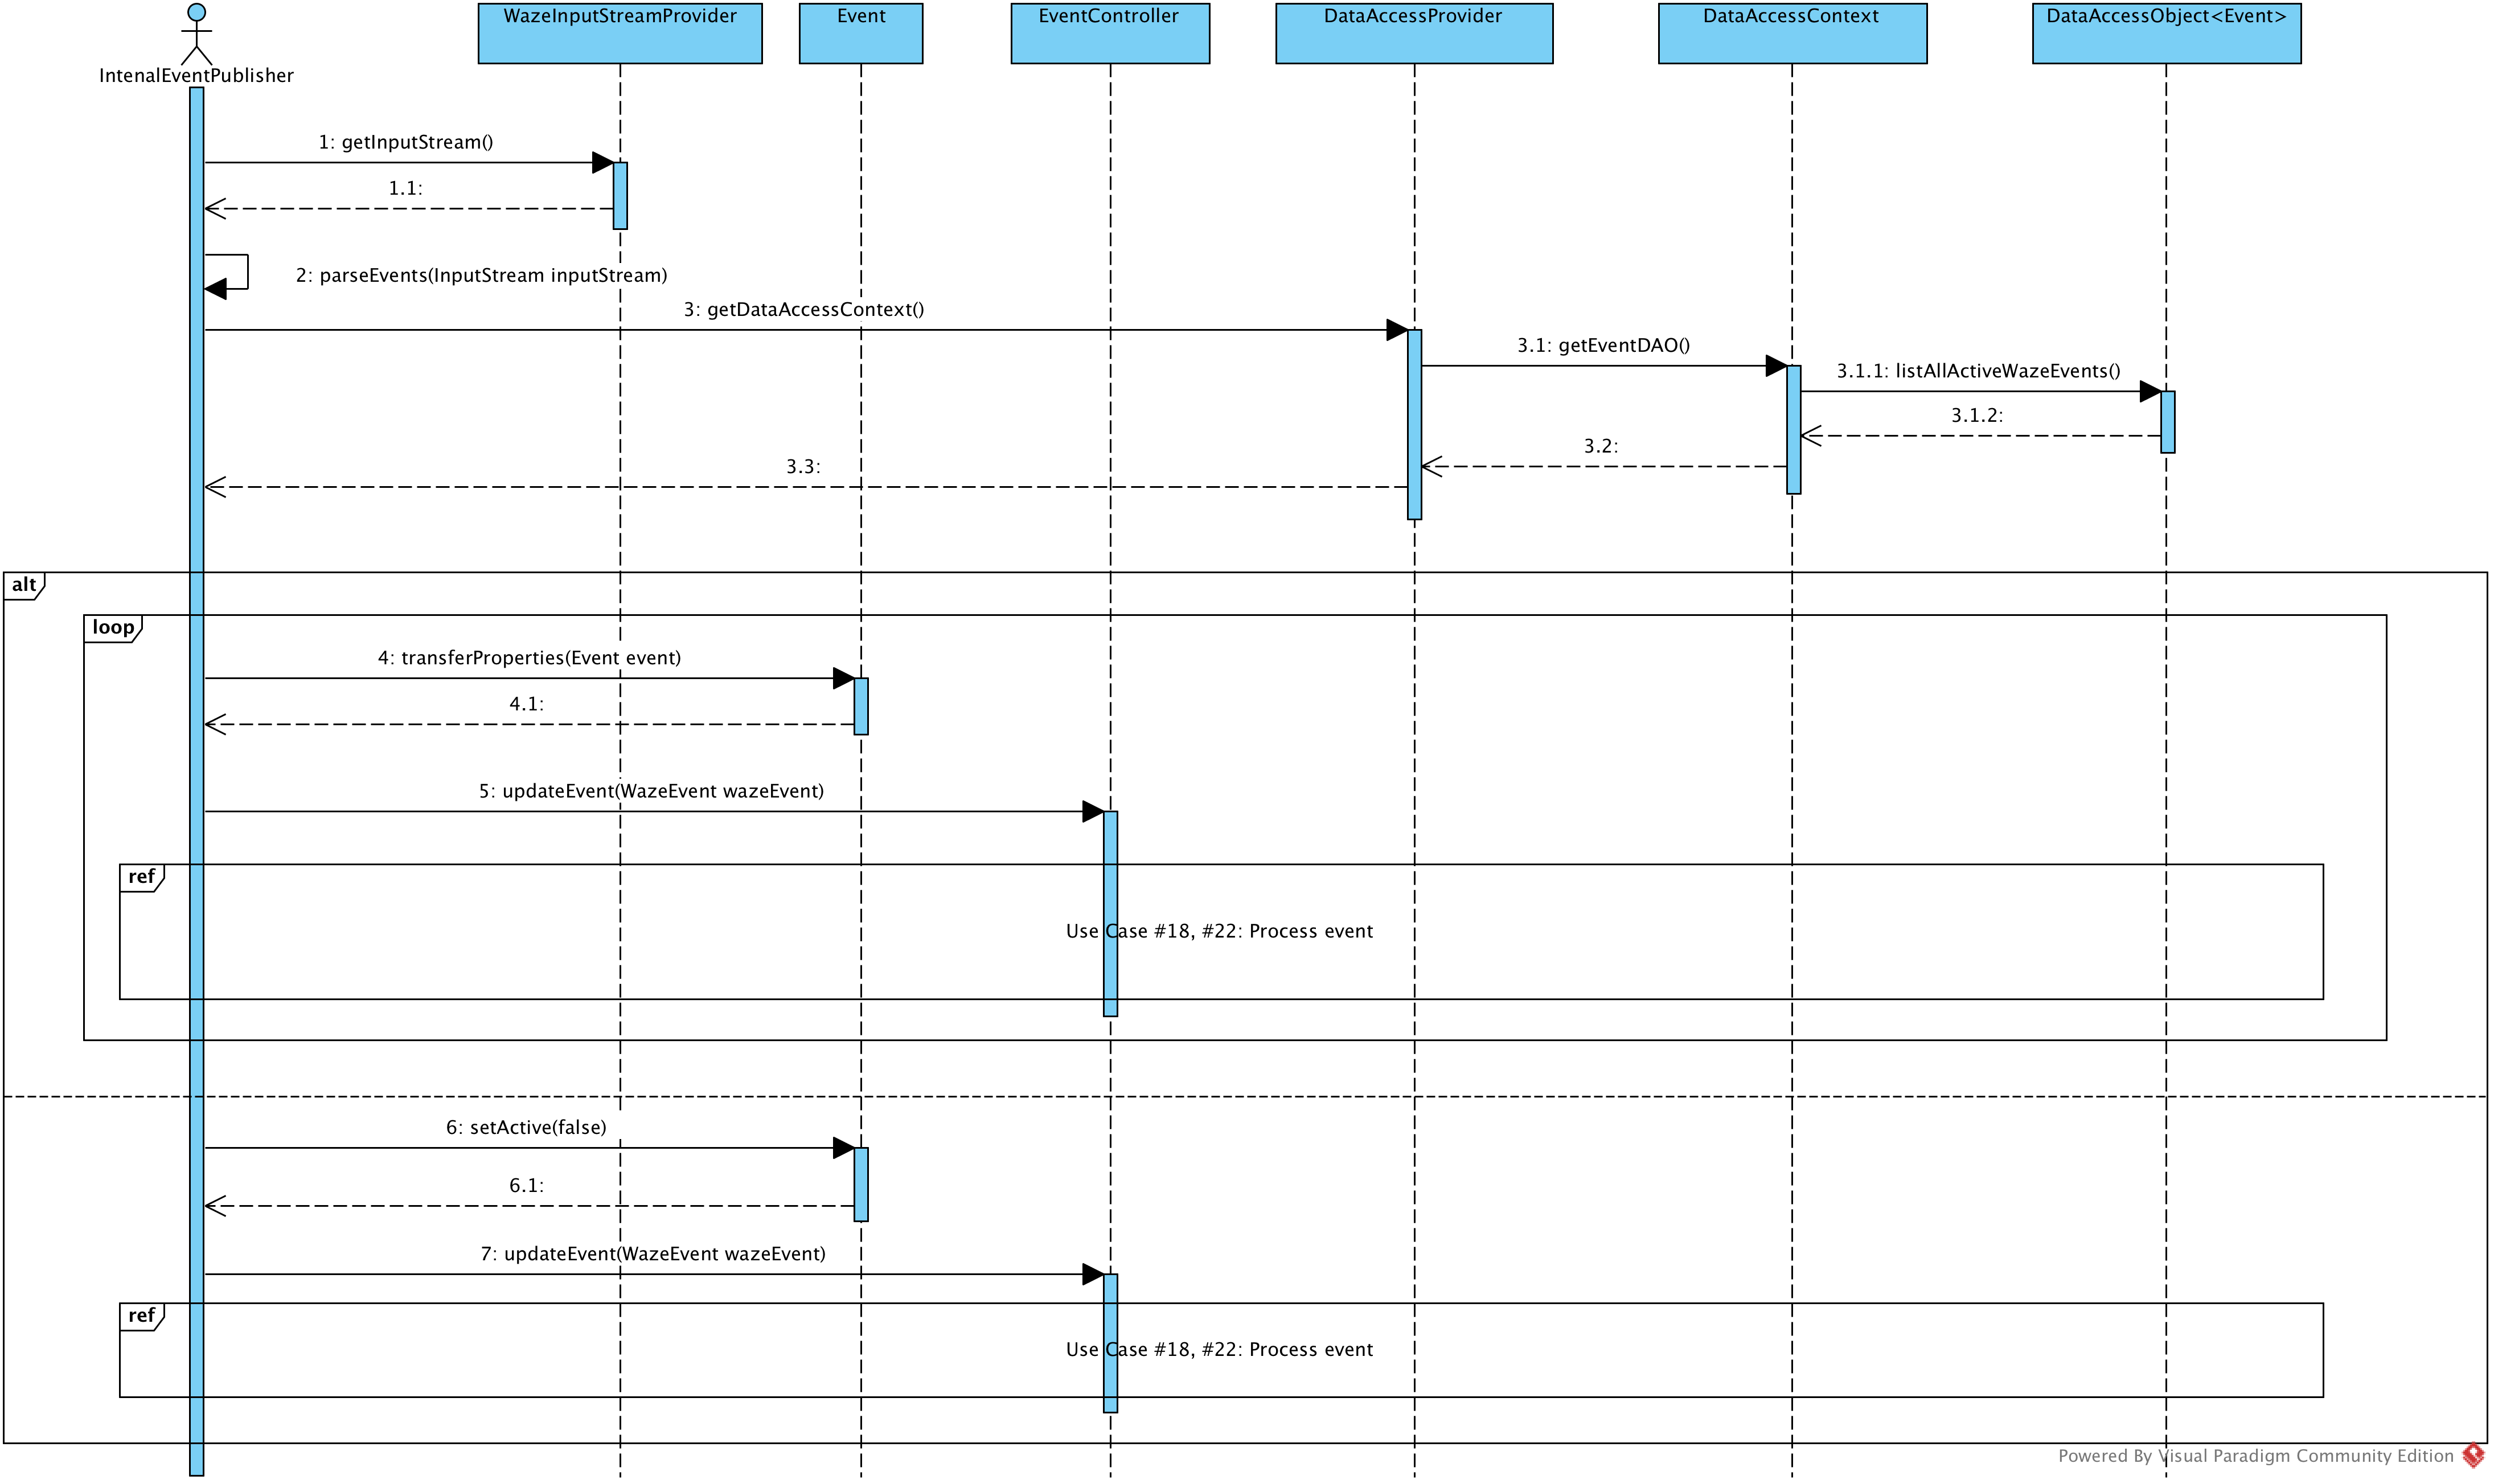 IntenalEventPublisher
WazeInputStreamProvider
Event
EventController
DataAccessProvider
DataAccessContext
DataAccessObject<Event>
1: getInputStream()
1.1:
2: parseEvents(InputStream inputStream)
3: getDataAccessContext()
3.1: getEventDAO()
3.1.1: listAllActiveWazeEvents()
3.1.2:
3.2:
3.3:
alt
loop
4: transferProperties(Event event)
4.1:
5: updateEvent(WazeEvent wazeEvent)
ref
Use Case #18, #22: Process event
6: setActive(false)
6.1:
7: updateEvent(WazeEvent wazeEvent)
ref
Use Case #18, #22: Process event
Powered By Visual Paradigm Community Edition